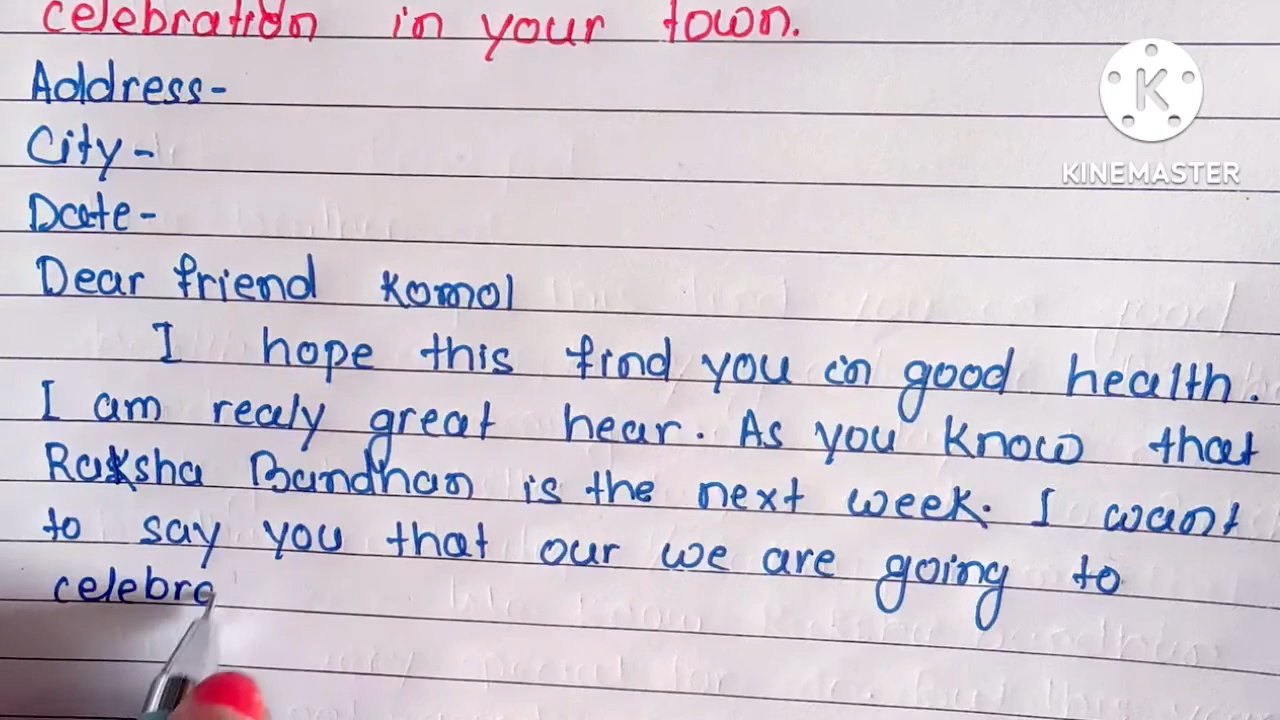 celebration in your town.
Address-
City-
Date-
Dear friend Komol
I hope this find you in good health.
I am realy great hear. As you know that
Raksha Bandhan is the next week. I want
to say you that our we are going to
celebra
K
KINEMASTER